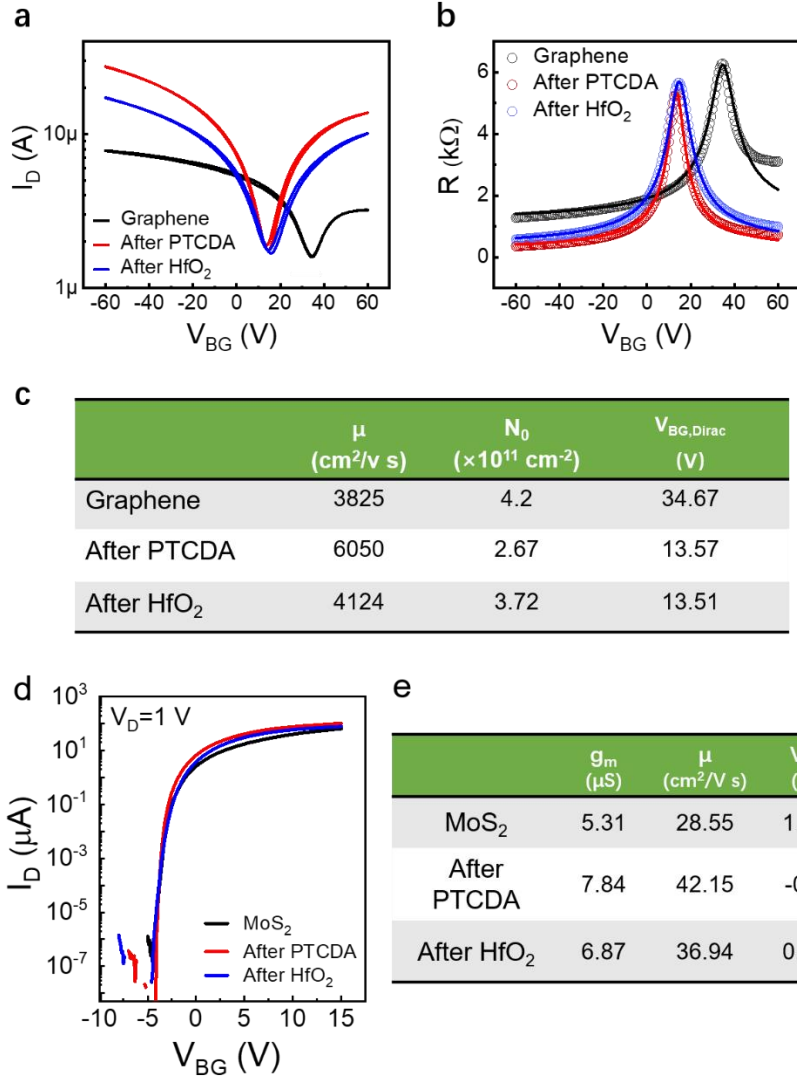 a
10μ
1μ
I_D (A)
Graphene
After PTCDA
After HfO₂
-60 -40 -20 0 20 40 60
V_BG (V)
b
6
4
2
0
R (kΩ)
Graphene
After PTCDA
After HfO₂
-60 -40 -20 0 20 40 60
V_BG (V)
c
μ N₀ V_BG,Dirac
(cm²/v s) (×10¹¹ cm⁻²) (V)
Graphene 3825 4.2 34.67
After PTCDA 6050 2.67 13.57
After HfO₂ 4124 3.72 13.51
d
10³
10¹
10⁻¹
10⁻³
10⁻⁵
10⁻⁷
I_D (μA)
V_D=1 V
MoS₂
After PTCDA
After HfO₂
-10 -5 0 5 10 15
V_BG (V)
e
g_m μ V
(μS) (cm²/V s) (
MoS₂ 5.31 28.55 1
After
PTCDA 7.84 42.15 -0
After HfO₂ 6.87 36.94 0